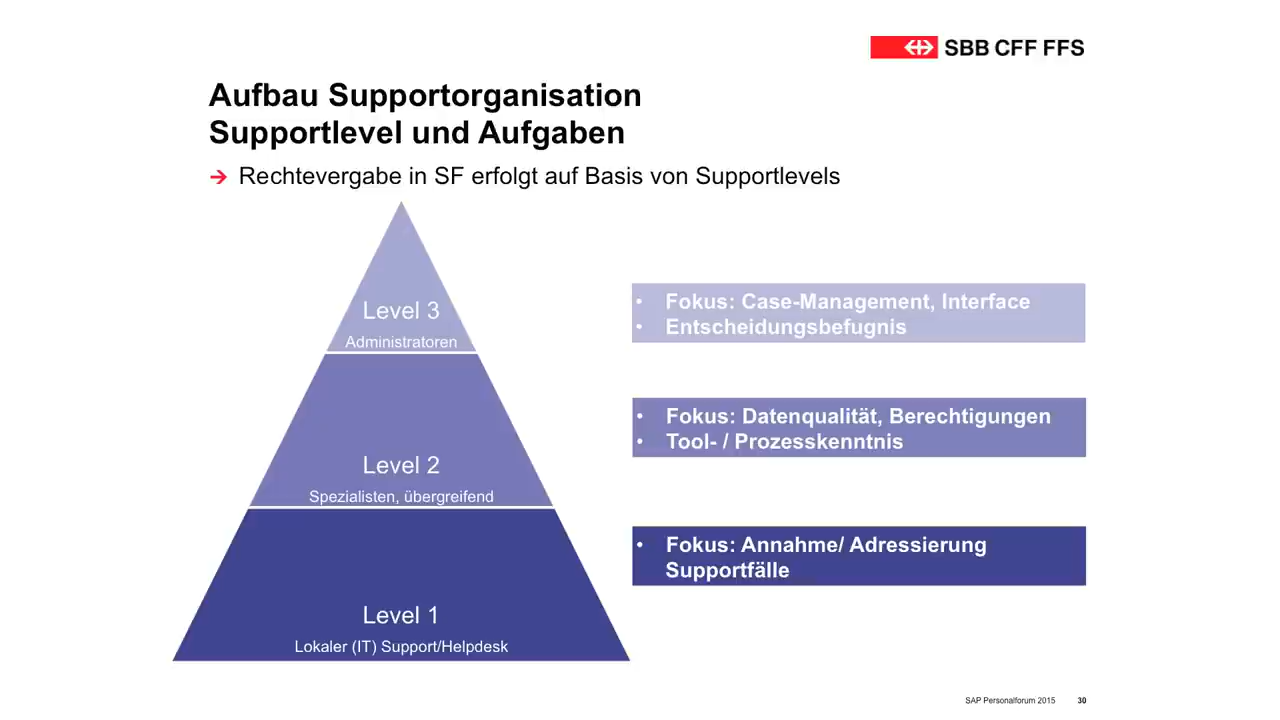 SBB CFF FFS
Aufbau Supportorganisation
Supportlevel und Aufgaben
Rechtevergabe in SF erfolgt auf Basis von Supportlevels
Level 3
Administratoren
• Fokus: Case-Management, Interface
• Entscheidungsbefugnis
Level 2
Spezialisten, übergreifend
• Fokus: Datenqualität, Berechtigungen
• Tool- / Prozesskenntnis
Level 1
Lokaler (IT) Support/Helpdesk
• Fokus: Annahme/ Adressierung
Supportfälle
SAP Personalforum 2015 30